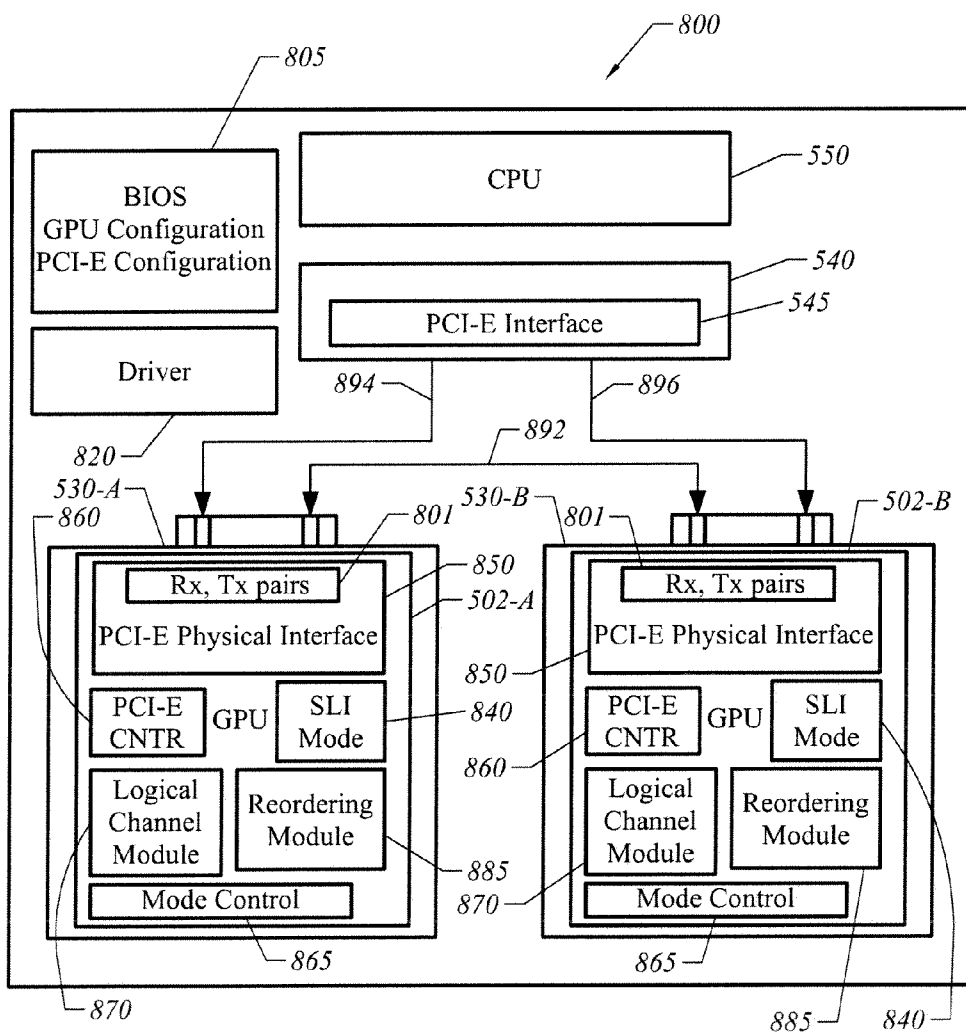 800
805
BIOS
GPU Configuration
PCI-E Configuration
CPU
550
540
PCI-E Interface
545
Driver
820
894
896
892
530-A
860
801
530-B
801
502-B
Rx, Tx pairs
850
502-A
PCI-E Physical Interface
Rx, Tx pairs
PCI-E Physical Interface
850
PCI-E
CNTR
GPU
SLI
Mode
840
PCI-E
CNTR
GPU
SLI
Mode
860
Logical
Channel
Module
Reordering
Module
885
Logical
Channel
Module
Reordering
Module
870
Mode Control
Mode Control
865
870
865
885
840